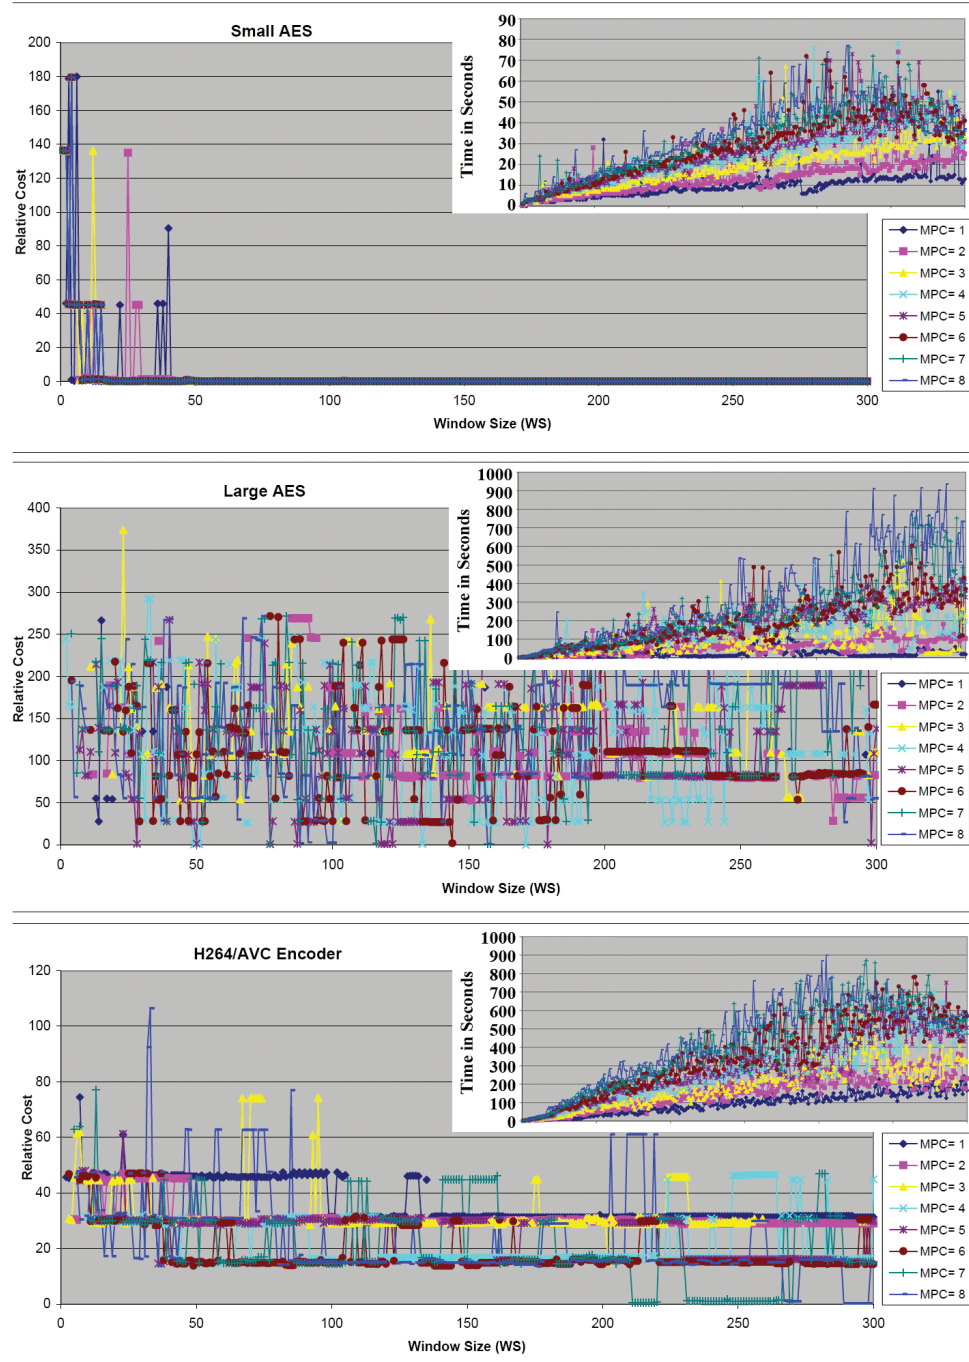 Small AES
Relative Cost
200
180
160
140
120
100
80
60
40
20
0
0 50 100 150 200 250 300
Window Size (WS)
Time in Seconds
90
80
70
60
50
40
30
20
10
0
MPC= 1
MPC= 2
MPC= 3
MPC= 4
MPC= 5
MPC= 6
MPC= 7
MPC= 8
Large AES
Relative Cost
400
350
300
250
200
150
100
50
0
0 50 100 150 200 250 300
Window Size (WS)
Time in Seconds
1000
900
800
700
600
500
400
300
200
100
0
MPC= 1
MPC= 2
MPC= 3
MPC= 4
MPC= 5
MPC= 6
MPC= 7
MPC= 8
H264/AVC Encoder
Relative Cost
120
100
80
60
40
20
0
0 50 100 150 200 250 300
Window Size (WS)
Time in Seconds
1000
900
800
700
600
500
400
300
200
100
0
MPC= 1
MPC= 2
MPC= 3
MPC= 4
MPC= 5
MPC= 6
MPC= 7
MPC= 8